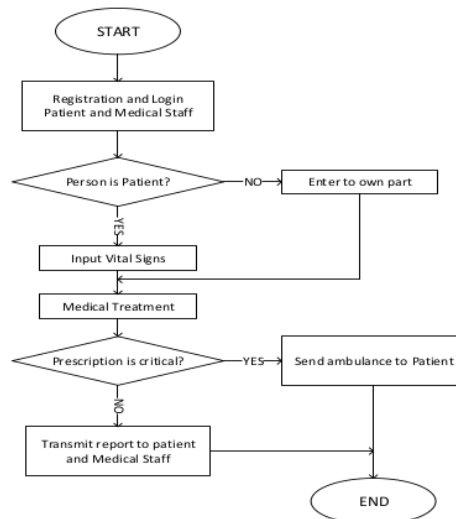 START
Registration and Login
Patient and Medical Staff
Person is Patient?
NO
Enter to own part
YES
Input Vital Signs
Medical Treatment
Prescription is critical?
YES
Send ambulance to Patient
NO
Transmit report to patient
and Medical Staff
END